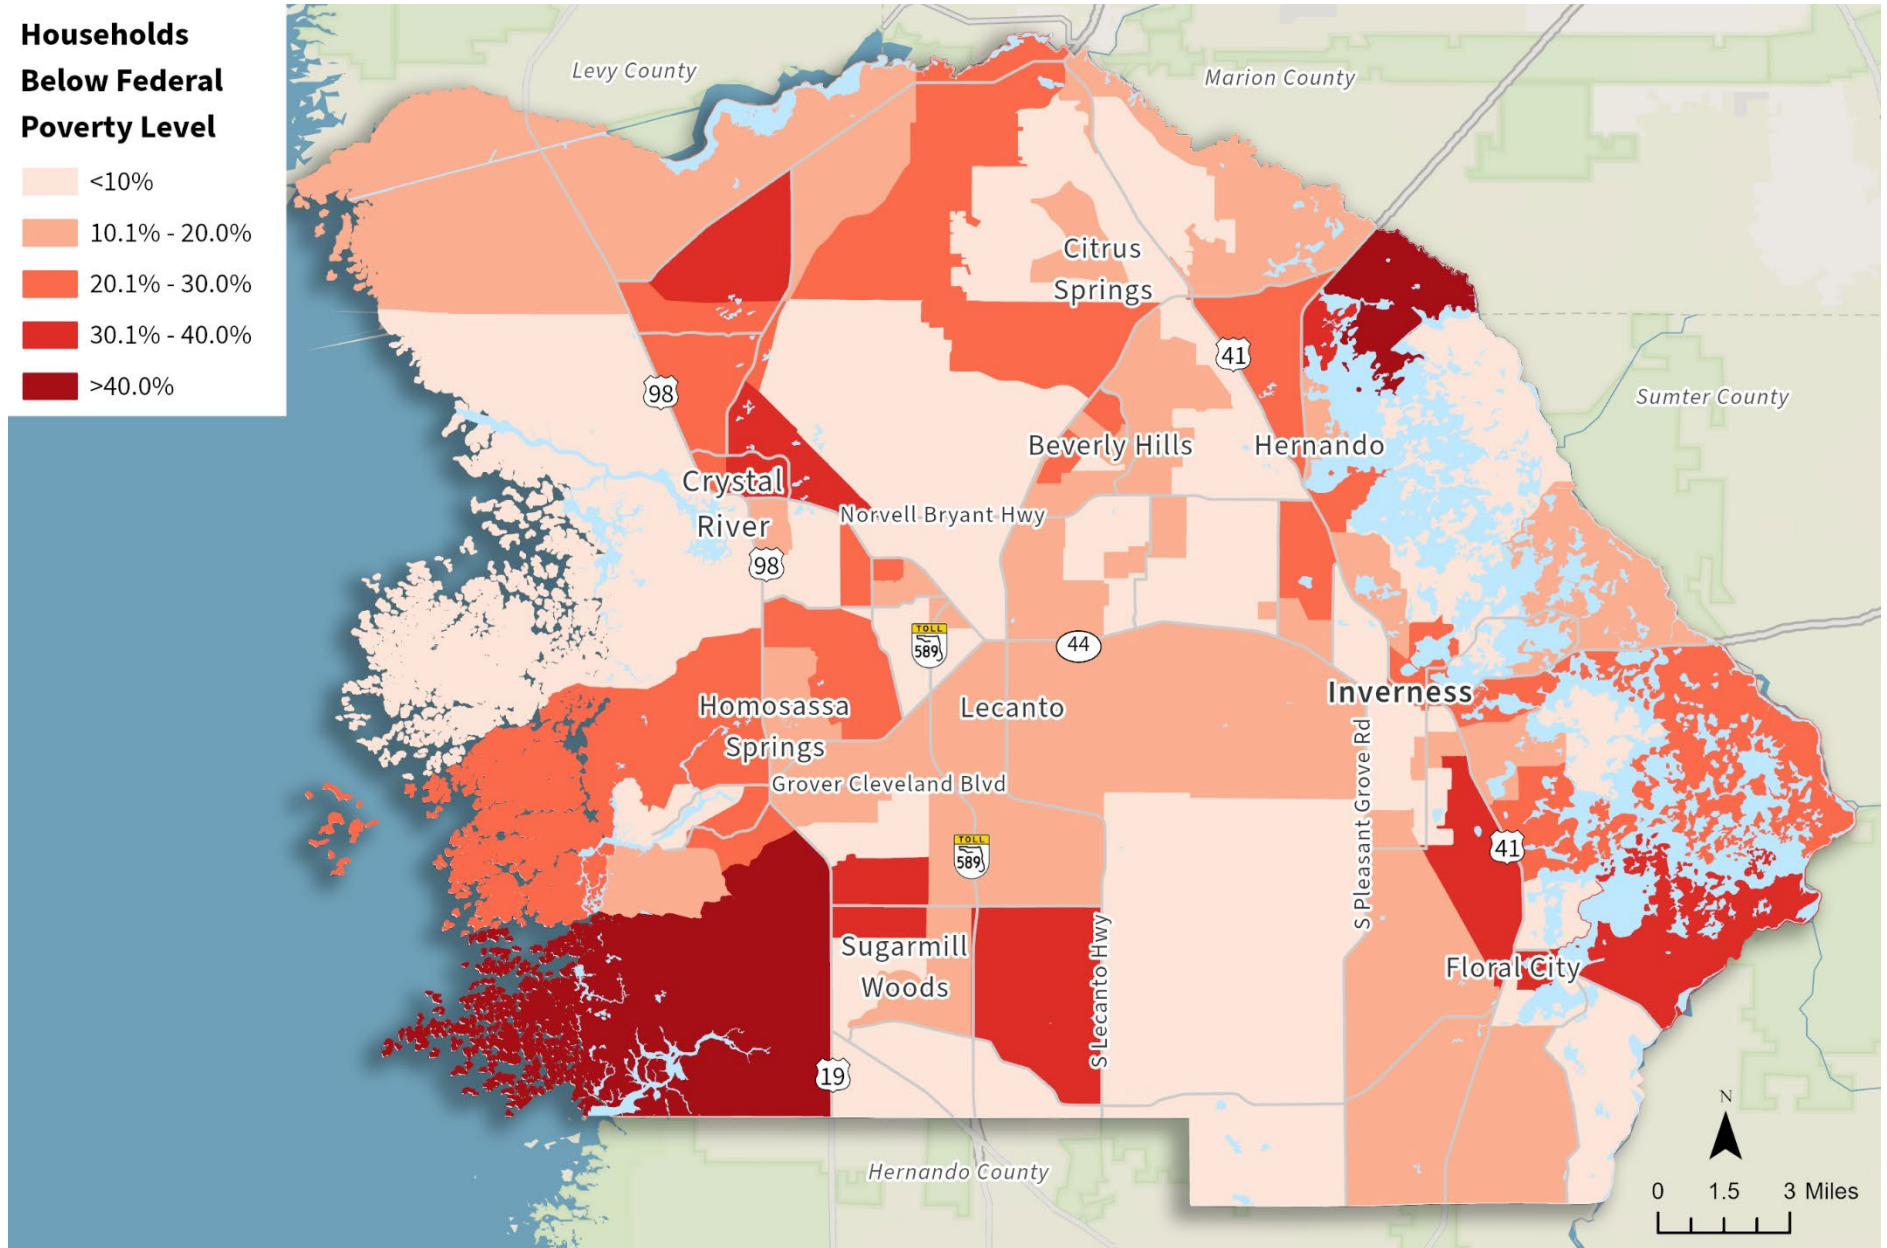 Households
Below Federal
Poverty Level
<10%
10.1% - 20.0%
20.1% - 30.0%
30.1% - 40.0%
>40.0%
Levy County
Marion County
Citrus
Springs
41
98
Sumter County
Beverly Hills
Hernando
Crystal
River
Norvell Bryant Hwy
98
TOLL
589
44
Inverness
Homosassa
Springs
Lecanto
Grover Cleveland Blvd
S Pleasant Grove Rd
TOLL
589
41
Sugarmill
Woods
S Lecanto Hwy
Floral City
19
N
Hernando County
0 1.5 3 Miles